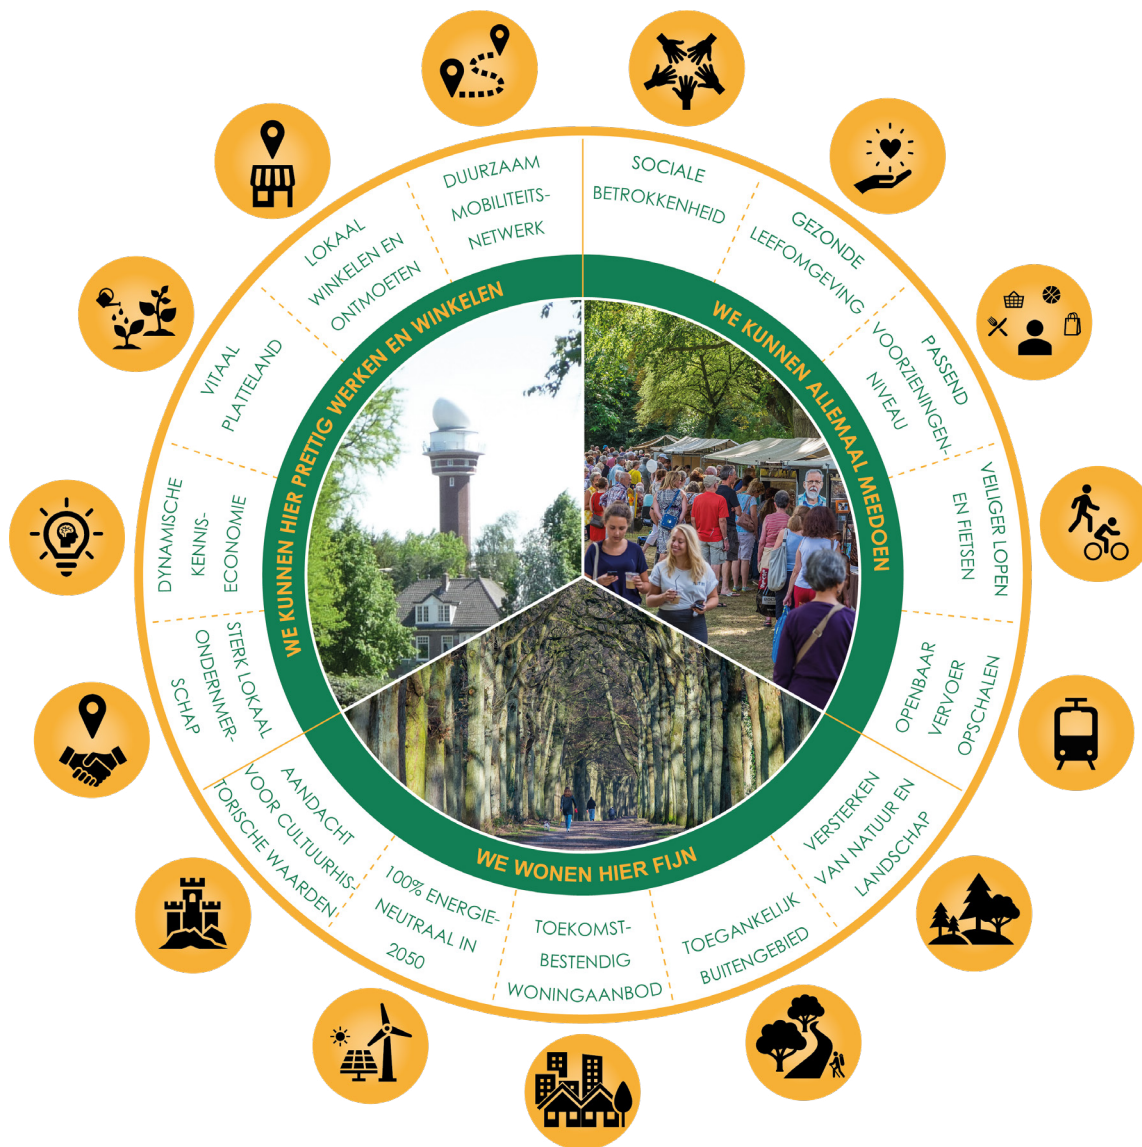 DUURZAAM
MOBILITEITS-
NETWERK
SOCIALE
BETROKKENHEID
GEZONDE
LEEFOMGEVING
PASSEND
VOORZIENINGEN-
NIVEAU
VEILIGER LOPEN
EN FIETSEN
OPENBAAR
VERVOER
OPSCHALEN
VERSTERKEN
VAN NATUUR EN
LANDSCHAP
TOEGANKELIJK
BUITENGEBIED
TOEKOMST-
BESTENDIG
WONINGAANBOD
100% ENERGIE-
NEUTRAAL IN
2050
AANDACHT
VOOR CULTUURHIS-
TORISCHE WAARDEN
STERK LOKAAL
ONDERNMER-
SCHAP
DYNAMISCHE
KENNIS-
ECONOMIE
VITAAL
PLATTELAND
LOKAAL
WINKELEN EN
ONTMOETEN
WE KUNNEN HIER PRETTIG WERKEN EN WINKELEN
WE KUNNEN ALLEMAAL MEEDOEN
WE WONEN HIER FIJN